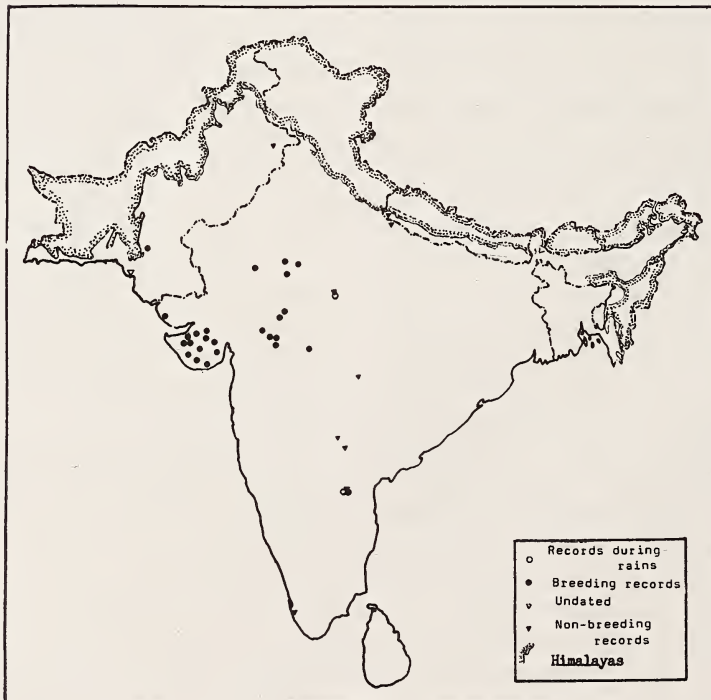 Records during
rains
Breeding records
Undated
Non-breeding
records
Himalayas